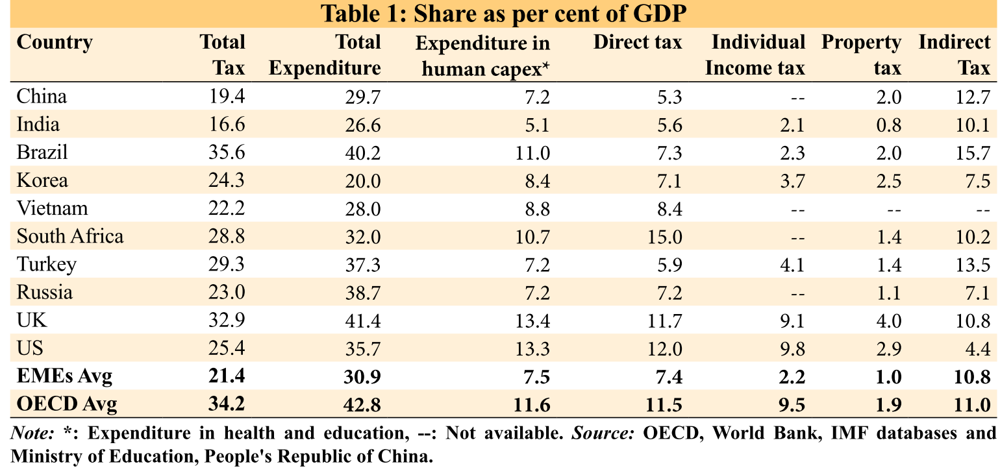 Table 1: Share as per cent of GDP
Country Total Tax Total Expenditure Expenditure in human capex* Direct tax Individual Income tax Property tax Indirect Tax
China 19.4 29.7 7.2 5.3 -- 2.0 12.7
India 16.6 26.6 5.1 5.6 2.1 0.8 10.1
Brazil 35.6 40.2 11.0 7.3 2.3 2.0 15.7
Korea 24.3 20.0 8.4 7.1 3.7 2.5 7.5
Vietnam 22.2 28.0 8.8 8.4 -- -- --
South Africa 28.8 32.0 10.7 15.0 -- 1.4 10.2
Turkey 29.3 37.3 7.2 5.9 4.1 1.4 13.5
Russia 23.0 38.7 7.2 7.2 -- 1.1 7.1
UK 32.9 41.4 13.4 11.7 9.1 4.0 10.8
US 25.4 35.7 13.3 12.0 9.8 2.9 4.4
EMEs Avg 21.4 30.9 7.5 7.4 2.2 1.0 10.8
OECD Avg 34.2 42.8 11.6 11.5 9.5 1.9 11.0
Note: *: Expenditure in health and education, --: Not available. Source: OECD, World Bank, IMF databases and
Ministry of Education, People's Republic of China.